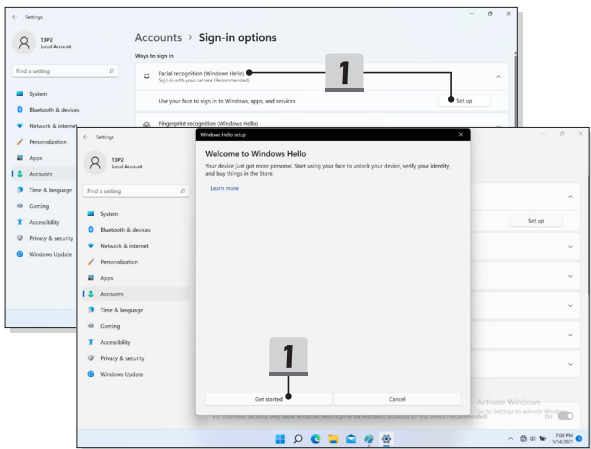 Settings
13P2
Local Account
Find a setting
System
Bluetooth & devices
Network & internet
Personalization
Apps
Accounts
Time & language
Gaming
Accessibility
Privacy & security
Windows Update
Accounts > Sign-in options
Ways to sign in
Facial recognition (Windows Hello)
Sign in with your camera (Recommended)
1
Use your face to sign in to Windows, apps, and services
Set up
Fingerprint recognition (Windows Hello)
Settings
13P2
Local Account
Find a setting
System
Bluetooth & devices
Network & internet
Personalization
Apps
Accounts
Time & language
Gaming
Accessibility
Privacy & security
Windows Update
Windows Hello setup
Welcome to Windows Hello
Your device just got more personal. Start using your face to unlock your device, verify your identity,
and buy things in the Store.
Learn more
1
Get started
Cancel
Set up
Activate Windows
Go to Settings to activate Windows.
On
7:08 PM
5/14/2021